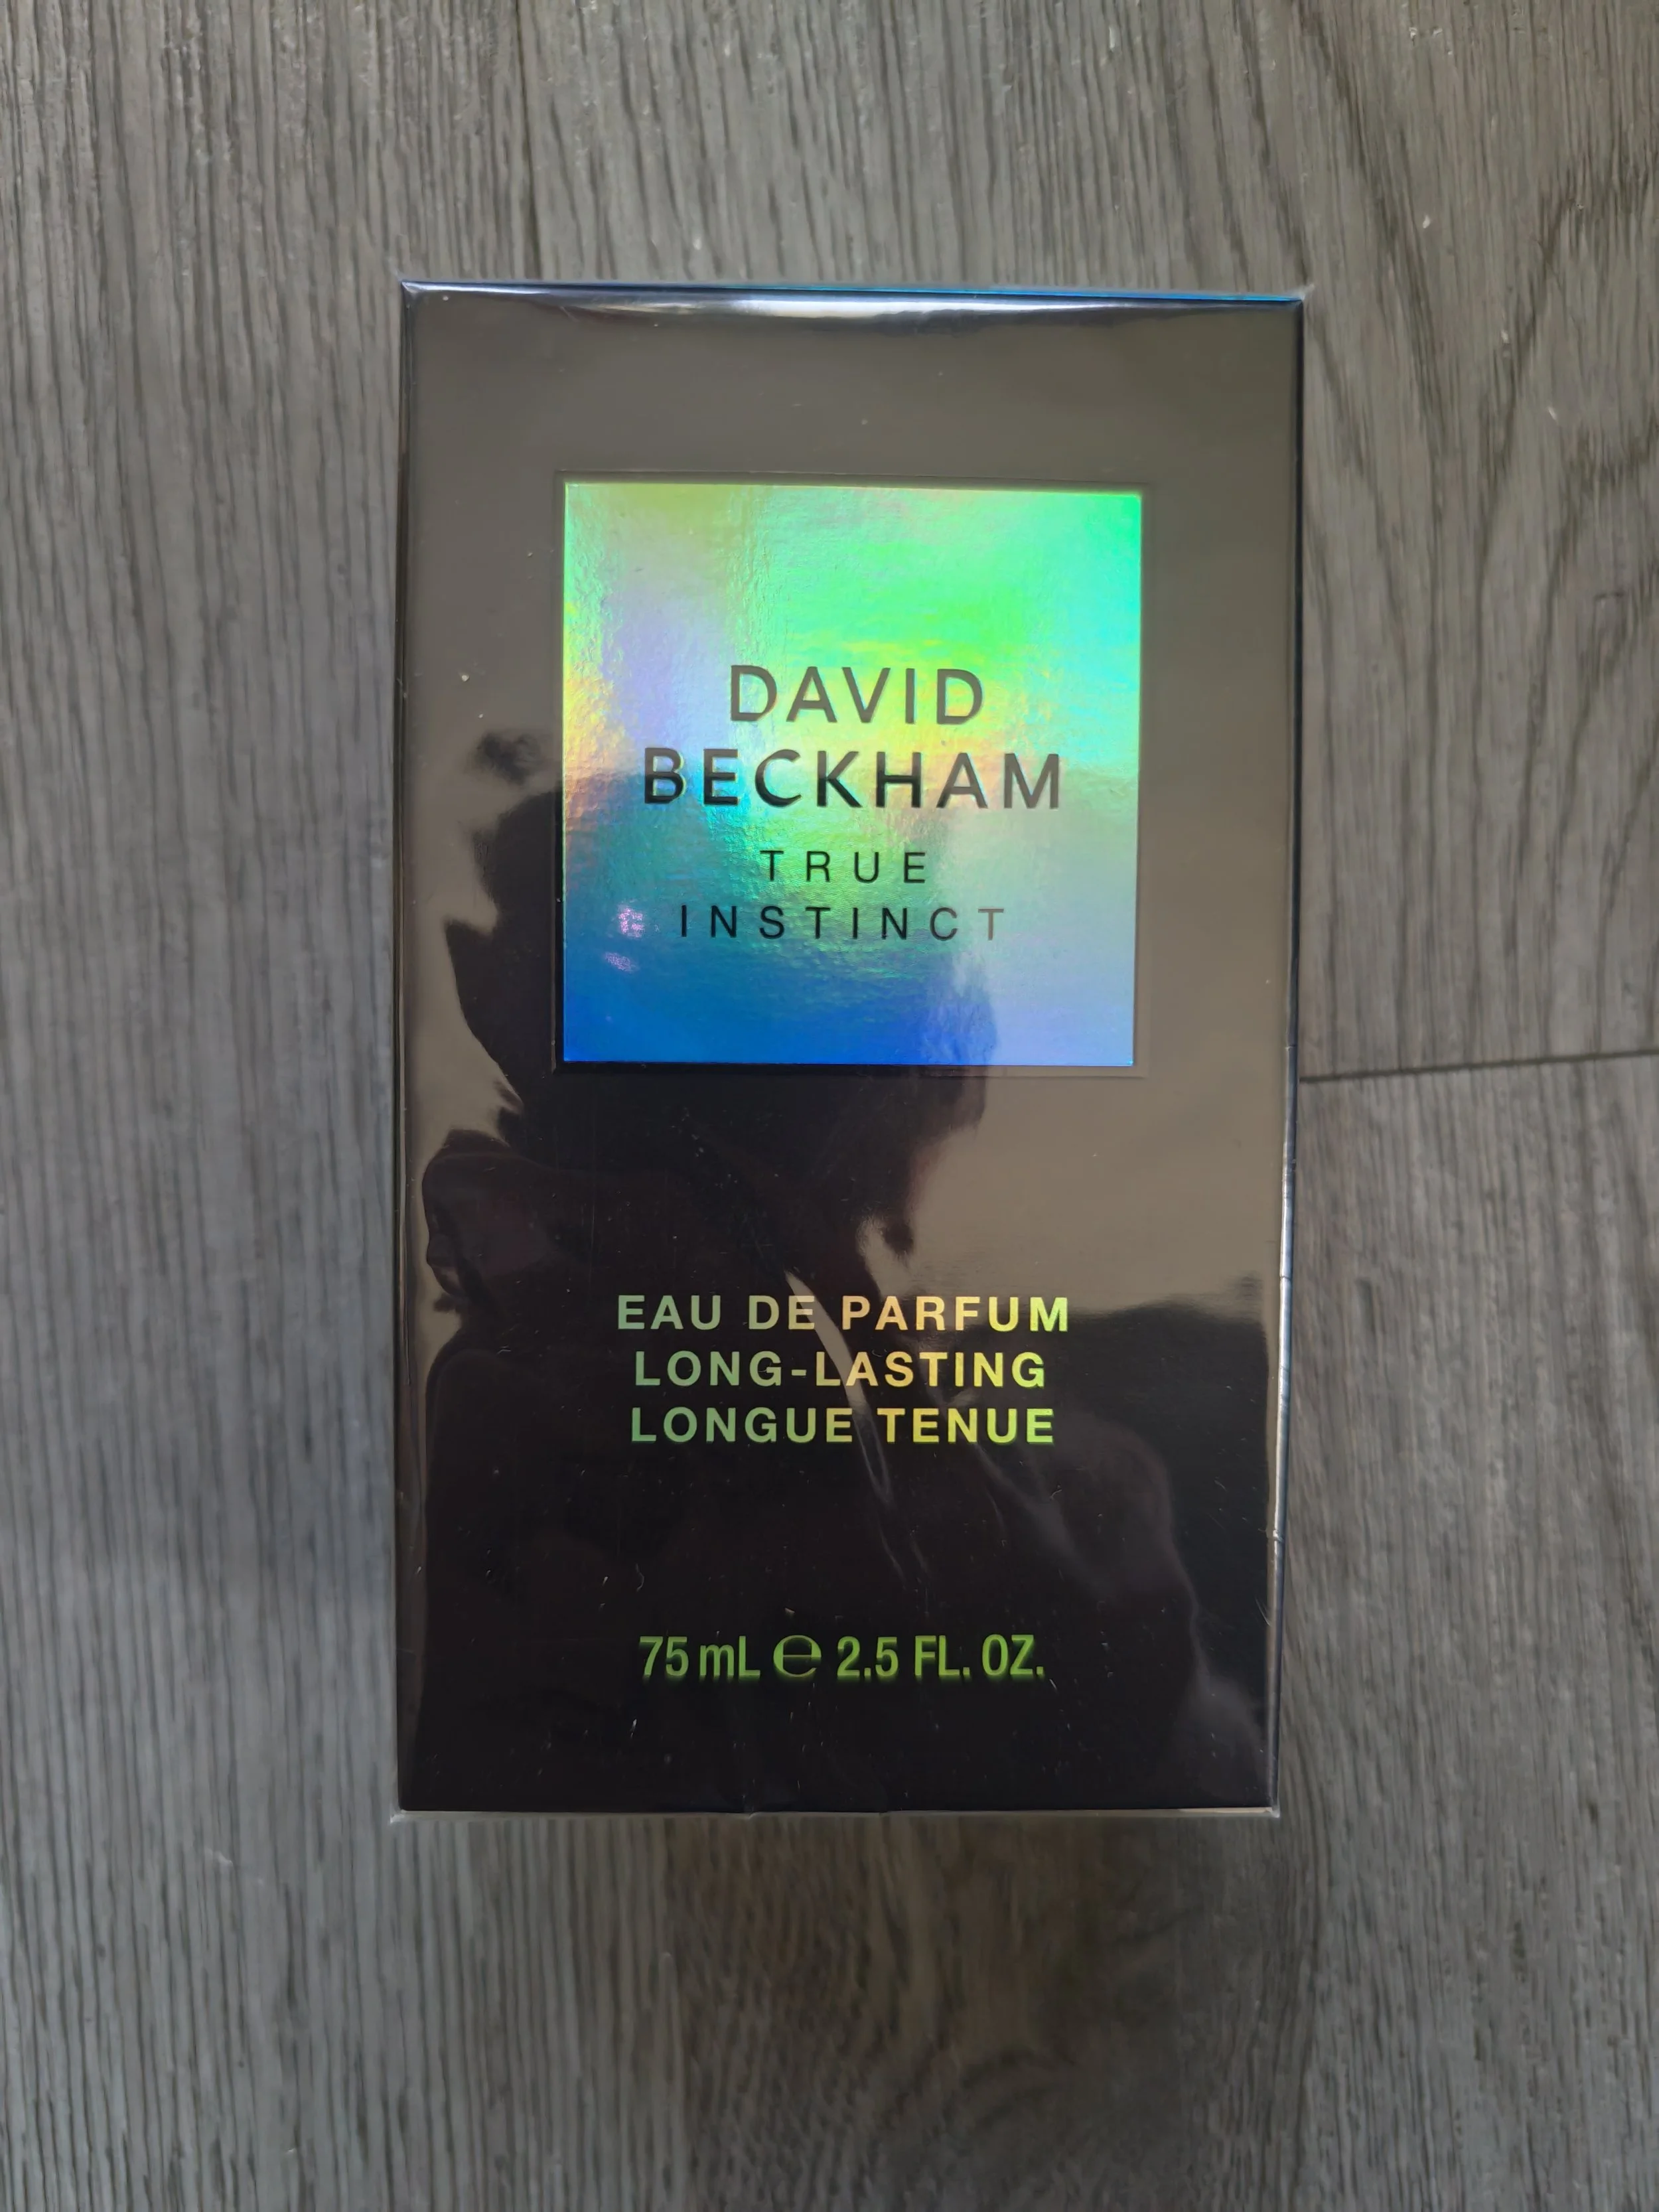 DAVID
BECKHAM
TRUE
INSTINCT
EAU DE PARFUM
LONG-LASTING
LONGUE TENUE
75 mL ℮ 2.5 FL. OZ.